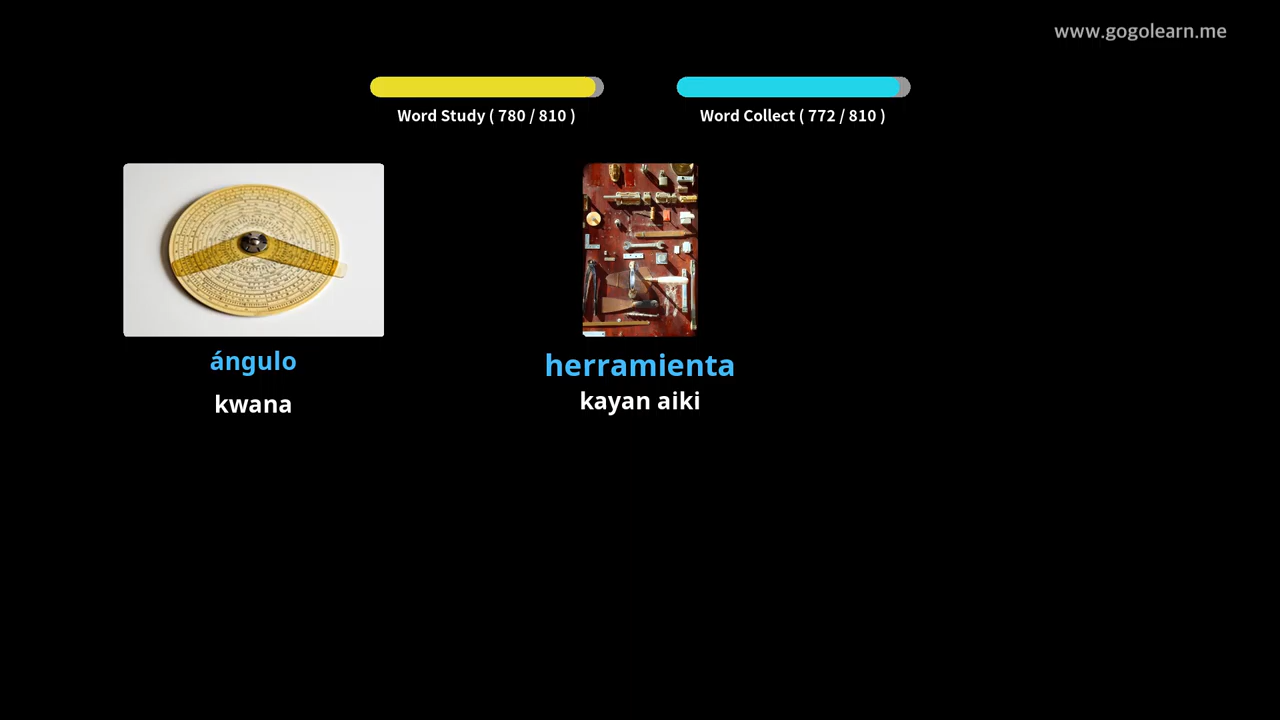 www.gogolearn.me
Word Study ( 780 / 810 )
Word Collect ( 772 / 810 )
ángulo
kwana
herramienta
kayan aiki